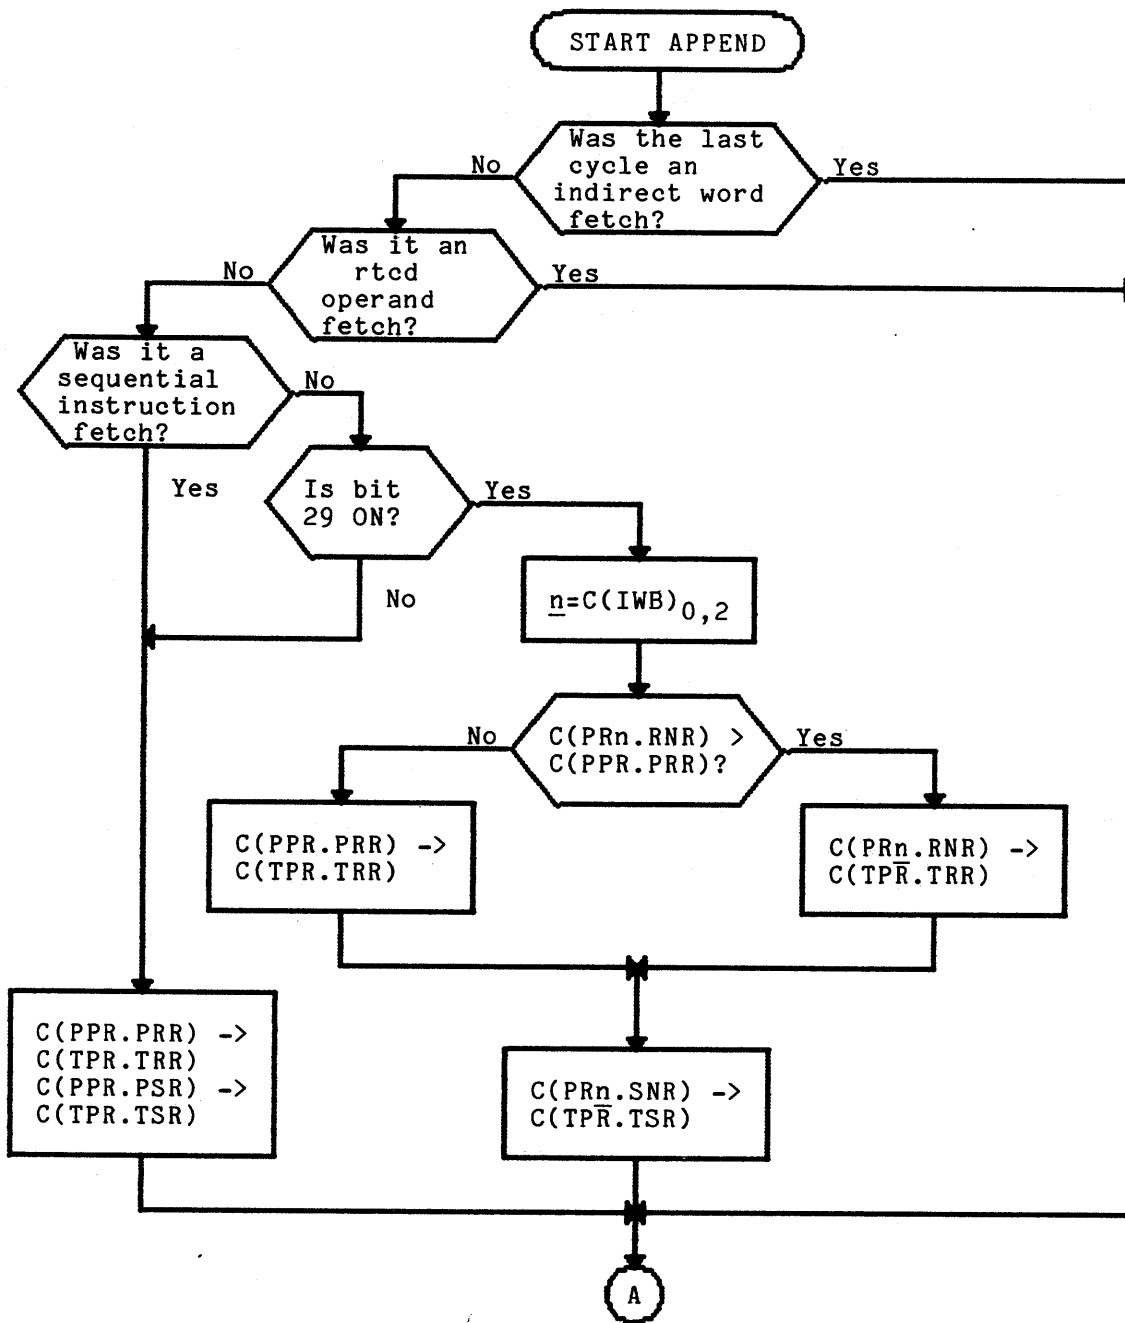 START APPEND
Was the last
cycle an
indirect word
fetch?
No
Yes
Was it an
rtcd
operand
fetch?
No
Yes
Was it a
sequential
instruction
fetch?
No
Yes
Is bit
29 ON?
Yes
No
n=C(IWB)0,2
C(PRn.RNR) >
C(PPR.PRR)?
No
Yes
C(PPR.PRR) ->
C(TPR.TRR)
C(PRn.RNR) ->
C(TPR.TRR)
C(PPR.PRR) ->
C(TPR.TRR)
C(PPR.PSR) ->
C(TPR.TSR)
C(PRn.SNR) ->
C(TPR.TSR)
A